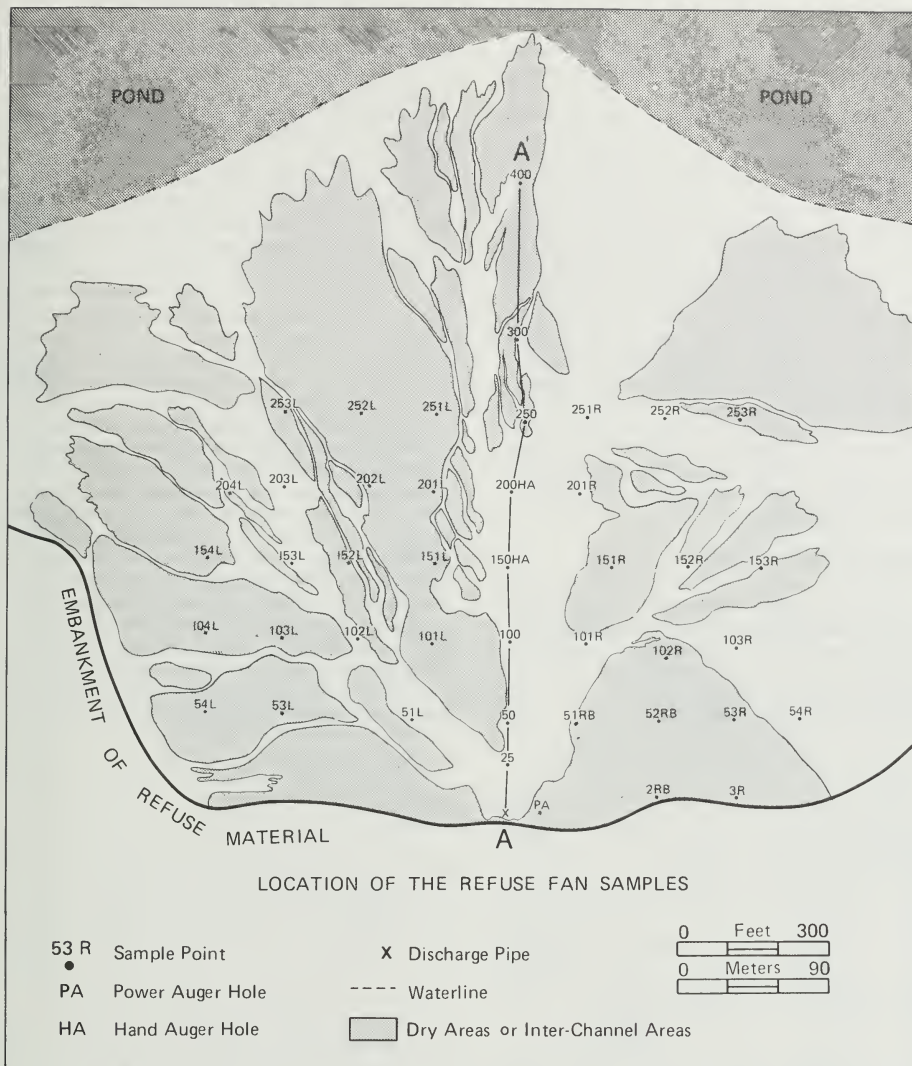 POND
POND
A'
400
300
253L 252L 251L 250 251R 252R 253R
204L 203L 202L 201L 200HA 201R
154L 153L 152L 151L 150HA 151R 152R 153R
104L 103L 102L 101L 100 101R 102R 103R
54L 53L 51L 50 51RB 52RB 53R 54R
25
X PA 2RB 3R
A
EMBANKMENT OF REFUSE MATERIAL
LOCATION OF THE REFUSE FAN SAMPLES
53 R Sample Point
PA Power Auger Hole
HA Hand Auger Hole
X Discharge Pipe
Waterline
Dry Areas or Inter-Channel Areas
0 Feet 300
0 Meters 90